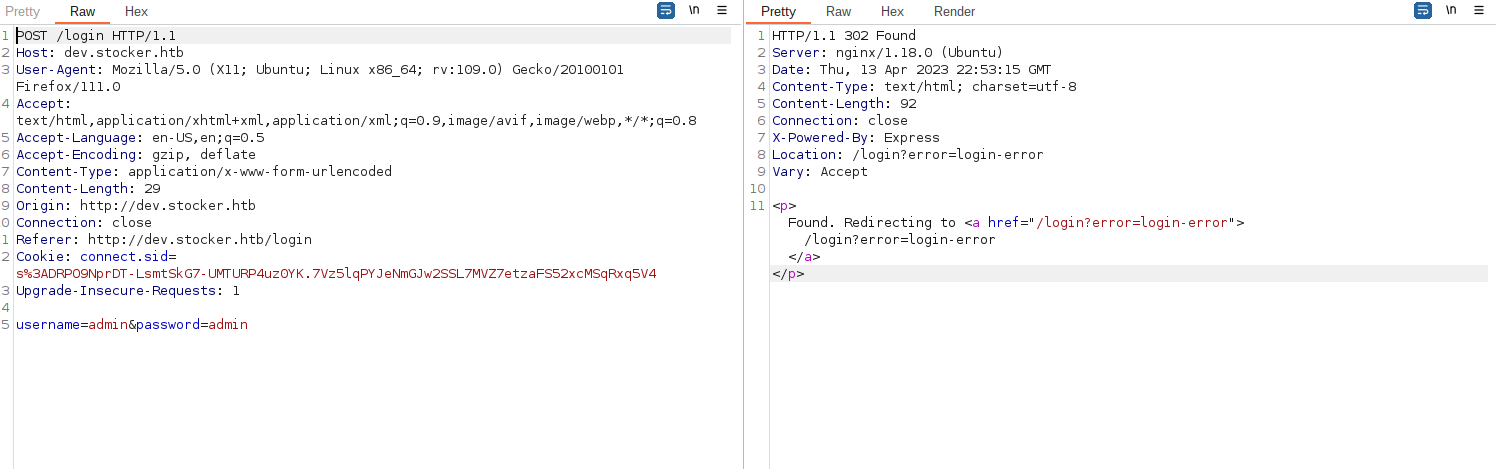 Pretty Raw Hex \n
1 POST /login HTTP/1.1
2 Host: dev.stocker.htb
3 User-Agent: Mozilla/5.0 (X11; Ubuntu; Linux x86_64; rv:109.0) Gecko/20100101
Firefox/111.0
4 Accept:
text/html,application/xhtml+xml,application/xml;q=0.9,image/avif,image/webp,*/*;q=0.8
5 Accept-Language: en-US,en;q=0.5
6 Accept-Encoding: gzip, deflate
7 Content-Type: application/x-www-form-urlencoded
8 Content-Length: 29
9 Origin: http://dev.stocker.htb
0 Connection: close
1 Referer: http://dev.stocker.htb/login
2 Cookie: connect.sid=
s%3ADRPO9NprDT-LsmtSkG7-UMTURP4uzOYK.7Vz5lqPYJeNmGJw2SSL7MVZ7etzaFS52xcMSqRxq5V4
3 Upgrade-Insecure-Requests: 1
4
5 username=admin&password=admin
Pretty Raw Hex Render \n
1 HTTP/1.1 302 Found
2 Server: nginx/1.18.0 (Ubuntu)
3 Date: Thu, 13 Apr 2023 22:53:15 GMT
4 Content-Type: text/html; charset=utf-8
5 Content-Length: 92
6 Connection: close
7 X-Powered-By: Express
8 Location: /login?error=login-error
9 Vary: Accept
10
11 <p>
Found. Redirecting to <a href="/login?error=login-error">
/login?error=login-error
</a>
</p>